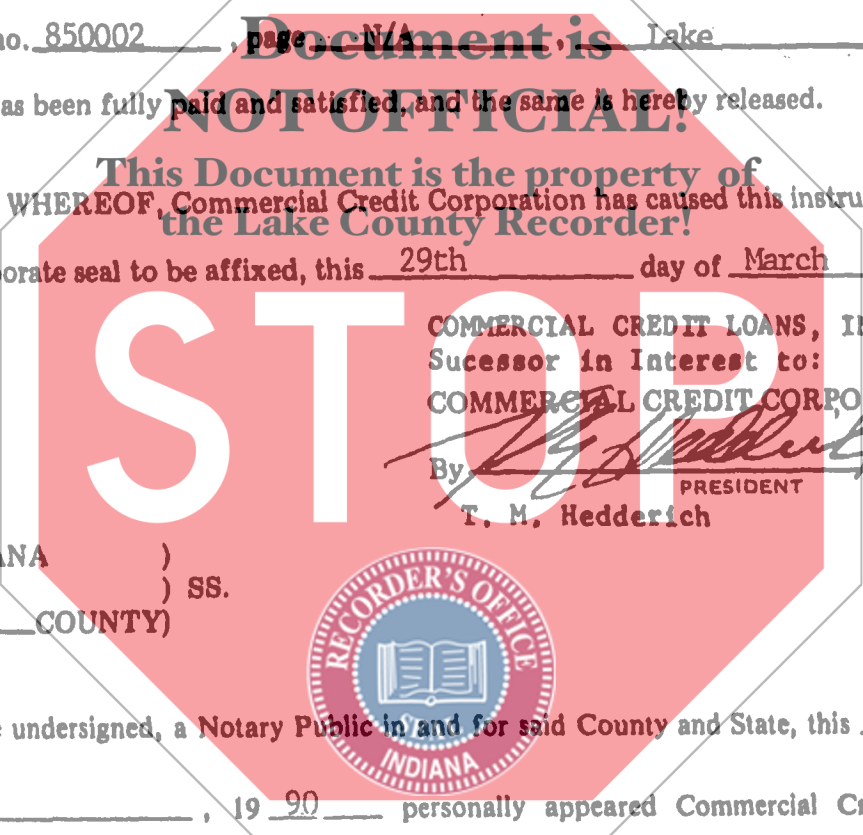 no. 850002, page N/A, Lake
Document is
as been fully paid and satisfied, and the same is hereby released.
NOT OFFICIAL!
This Document is the property of
WHEREOF, Commercial Credit Corporation has caused this instru
the Lake County Recorder!
porate seal to be affixed, this 29th day of March
STOP
COMMERCIAL CREDIT LOANS, IN
Sucessor in Interest to:
COMMERCIAL CREDIT CORPO
By
PRESIDENT
T. M. Hedderich
ANA )
) SS.
COUNTY)
RECORDER'S OFFICE
SEAL
INDIANA
e undersigned, a Notary Public in and for said County and State, this
, 19 90 personally appeared Commercial Cr